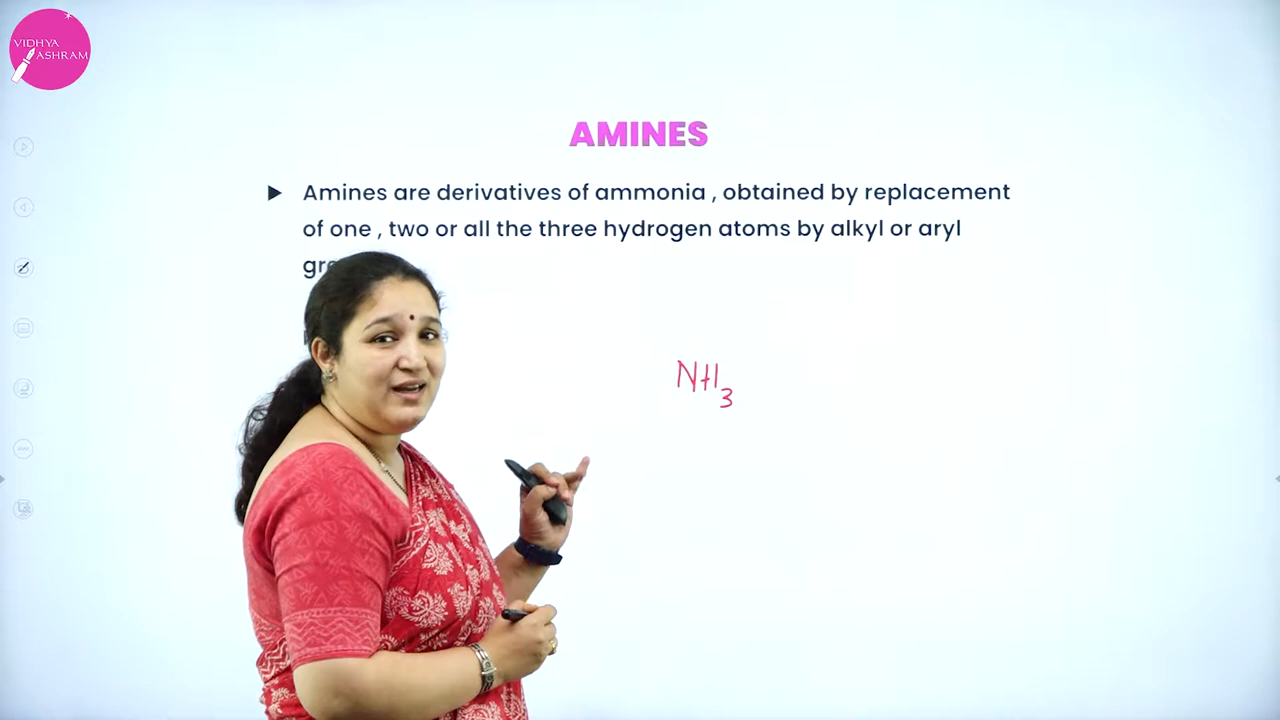 VIDHYA
ASHRAM
AMINES
Amines are derivatives of ammonia , obtained by replacement
of one , two or all the three hydrogen atoms by alkyl or aryl
NH3